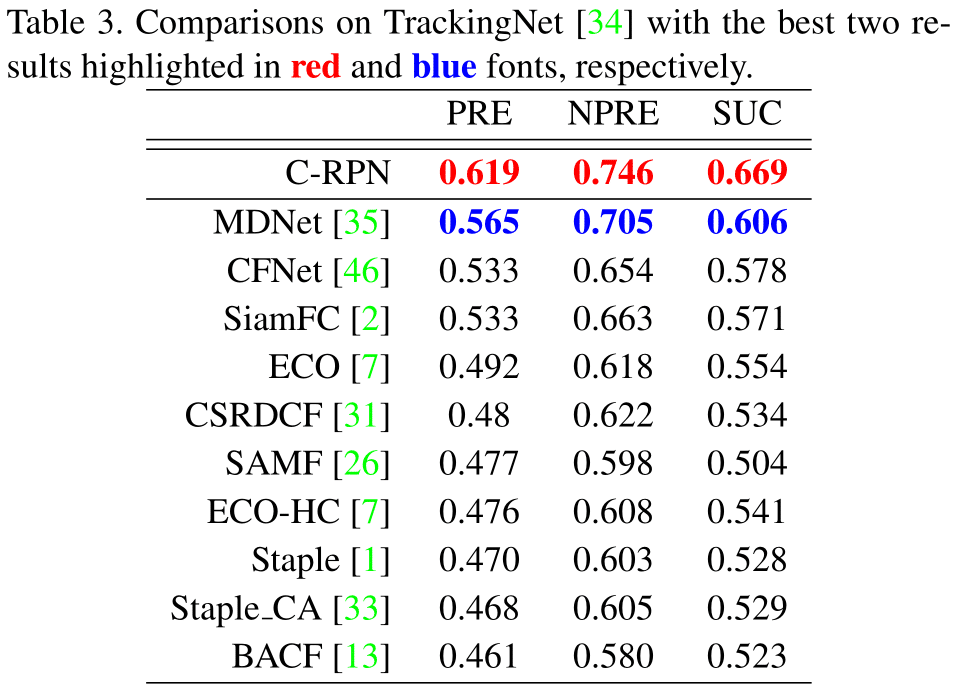 Table 3. Comparisons on TrackingNet [34] with the best two re-
sults highlighted in red and blue fonts, respectively.
PRE NPRE SUC
C-RPN 0.619 0.746 0.669
MDNet [35] 0.565 0.705 0.606
CFNet [46] 0.533 0.654 0.578
SiamFC [2] 0.533 0.663 0.571
ECO [7] 0.492 0.618 0.554
CSRDCF [31] 0.48 0.622 0.534
SAMF [26] 0.477 0.598 0.504
ECO-HC [7] 0.476 0.608 0.541
Staple [1] 0.470 0.603 0.528
Staple_CA [33] 0.468 0.605 0.529
BACF [13] 0.461 0.580 0.523